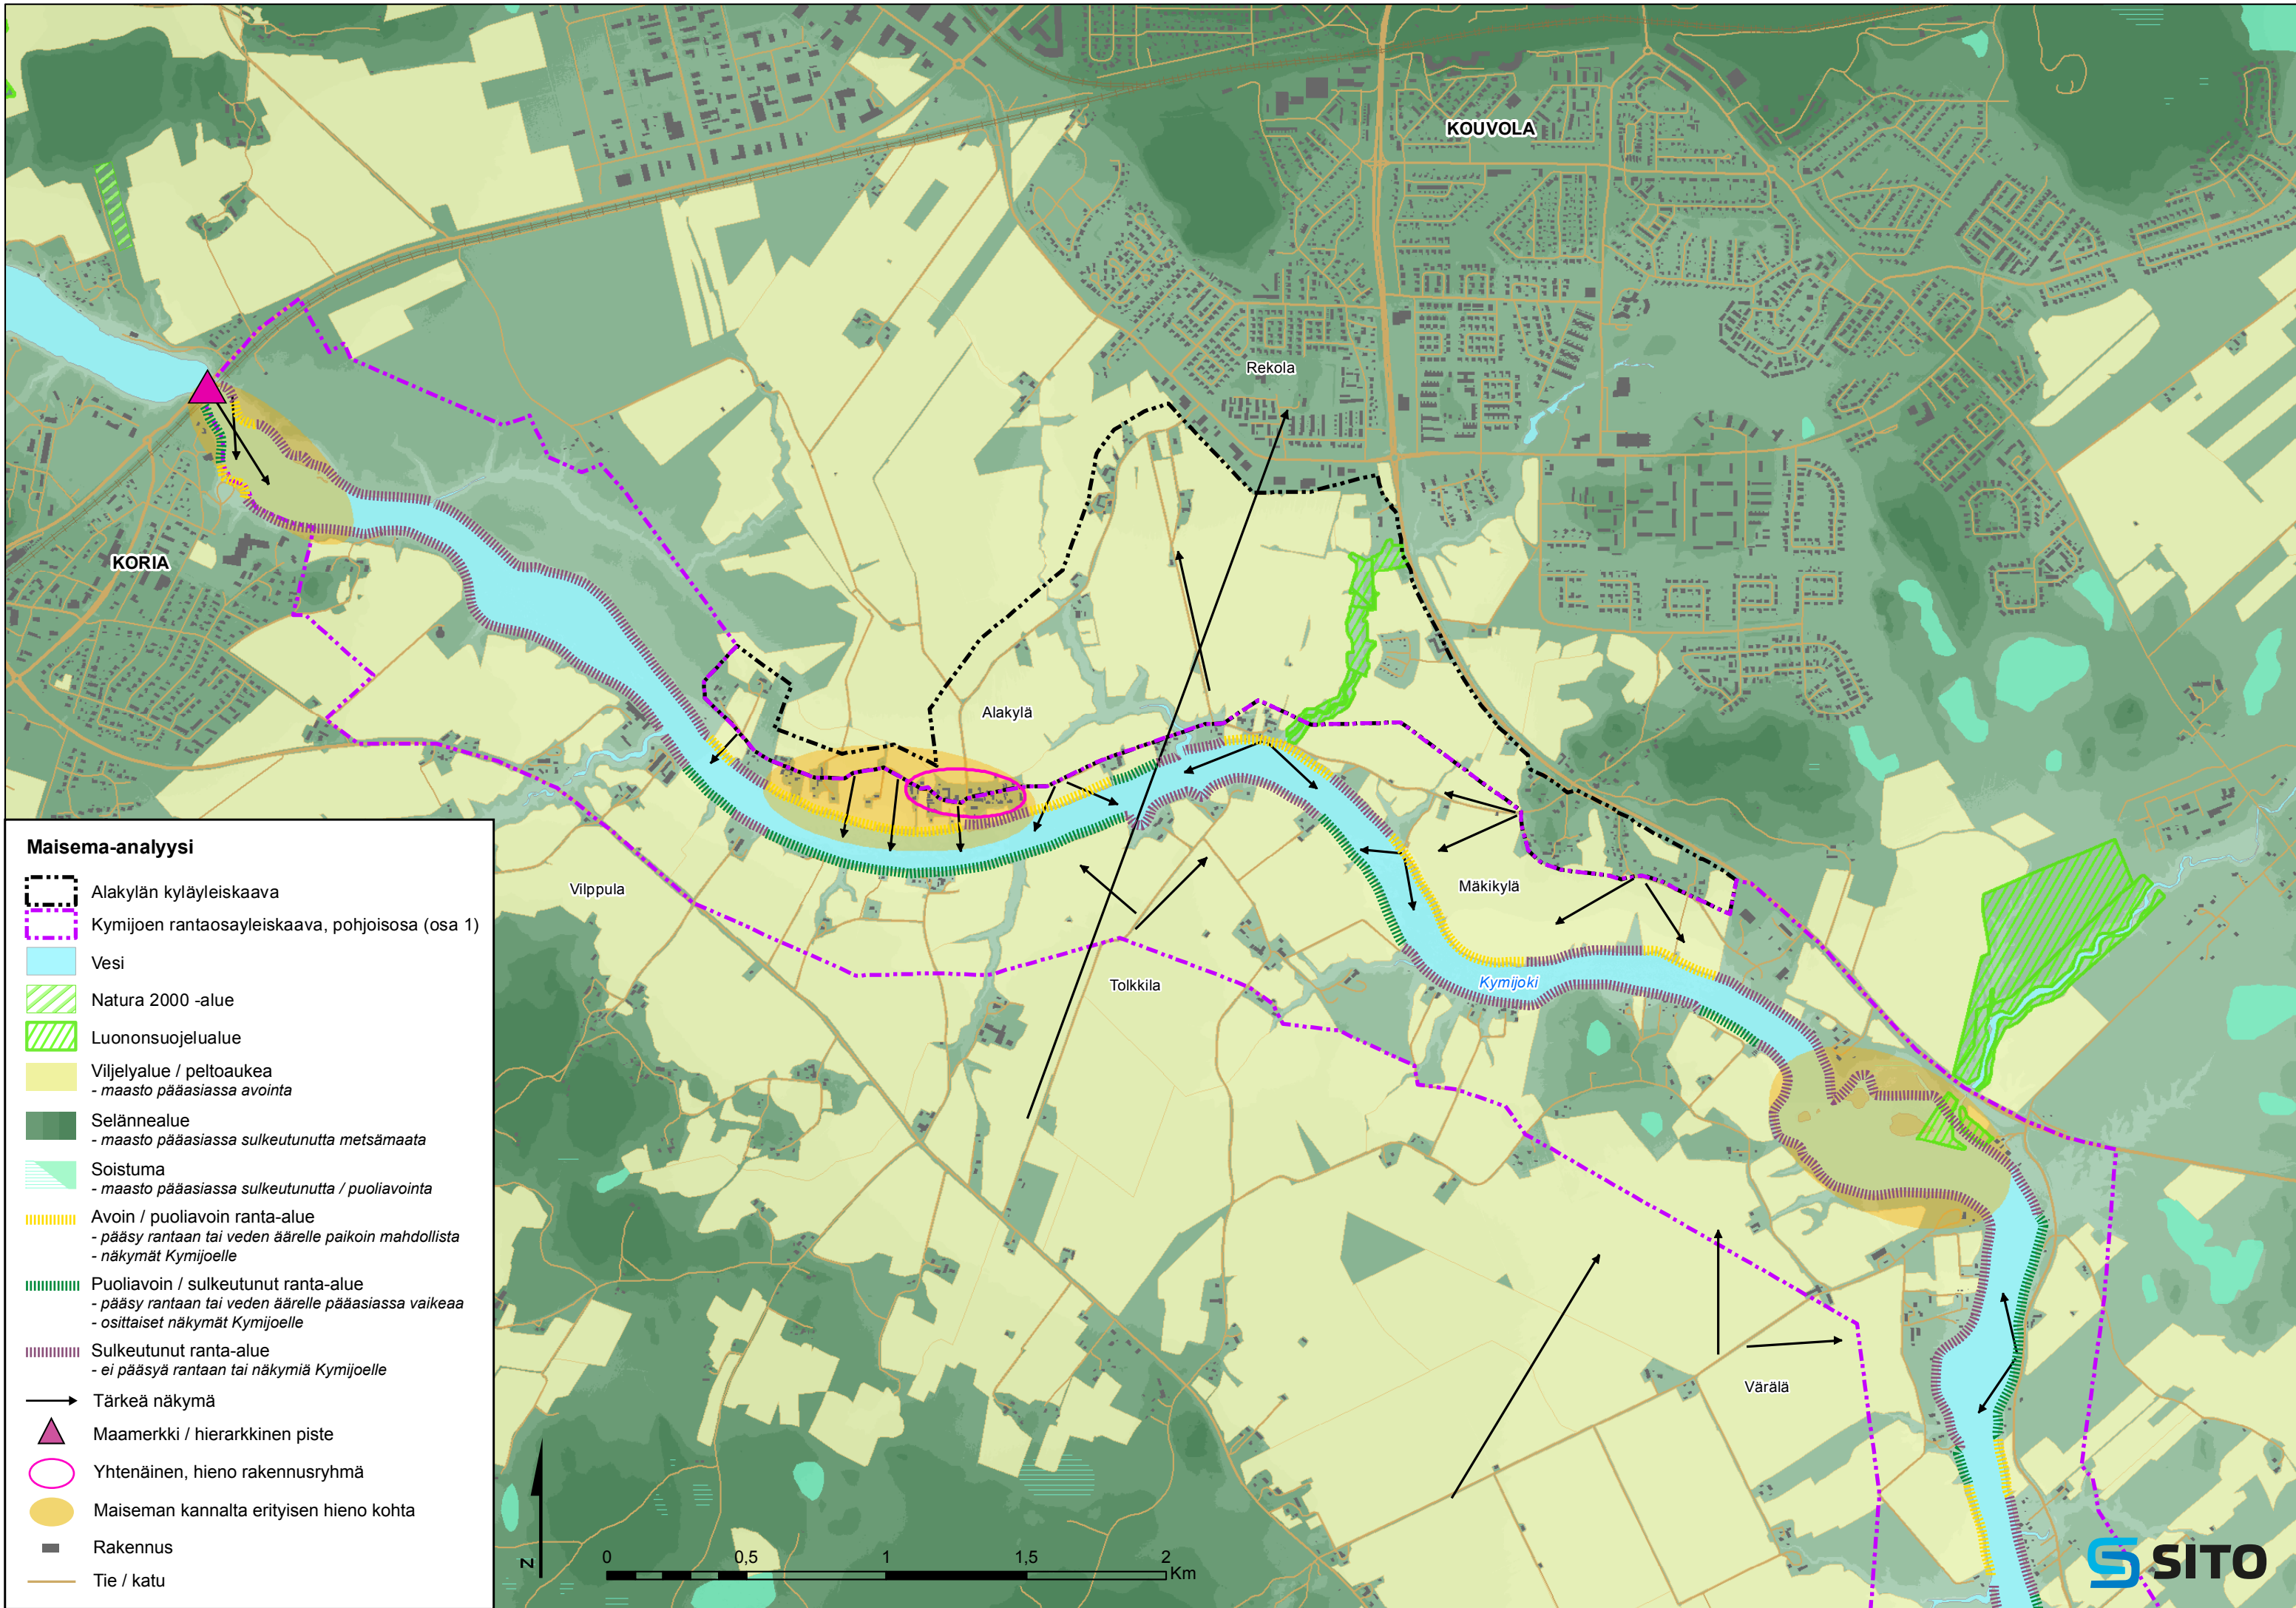 KOUVOLA
Rekola
KORIA
Alakylä
Vilppula
Mäkikylä
Kymijoki
Tolkkila
Värälä
Maisema-analyysi
Alakylän kyläyleiskaava
Kymijoen rantaosayleiskaava, pohjoisosa (osa 1)
Vesi
Natura 2000 -alue
Luononsuojelualue
Viljelyalue / peltoaukea
- maasto pääasiassa avointa
Selännealue
- maasto pääasiassa sulkeutunutta metsämaata
Soistuma
- maasto pääasiassa sulkeutunutta / puoliavointa
Avoin / puoliavoin ranta-alue
- pääsy rantaan tai veden äärelle paikoin mahdollista
- näkymät Kymijoelle
Puoliavoin / sulkeutunut ranta-alue
- pääsy rantaan tai veden äärelle pääasiassa vaikeaa
- osittaiset näkymät Kymijoelle
Sulkeutunut ranta-alue
- ei pääsyä rantaan tai näkymiä Kymijoelle
Tärkeä näkymä
Maamerkki / hierarkkinen piste
Yhtenäinen, hieno rakennusryhmä
Maiseman kannalta erityisen hieno kohta
Rakennus
Tie / katu
N
0 0,5 1 1,5 2
Km
SITO